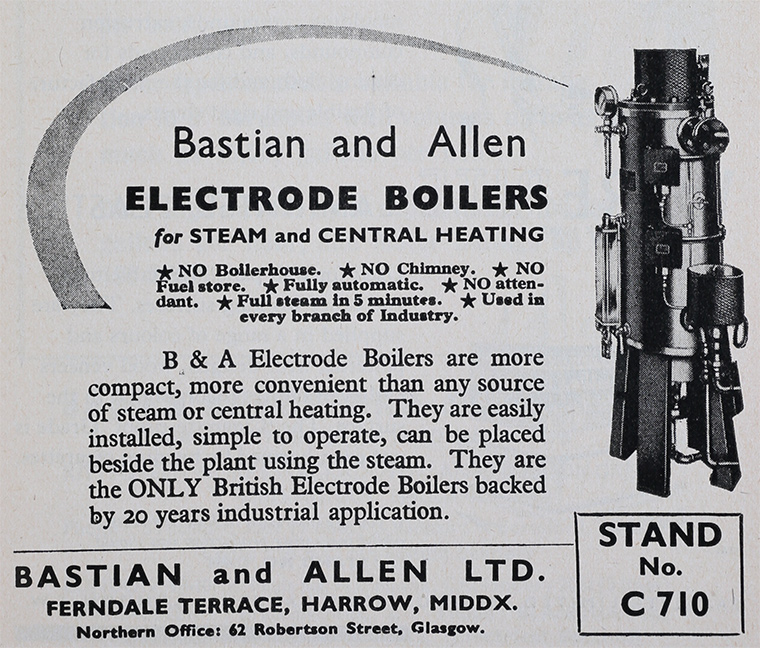 Bastian and Allen
ELECTRODE BOILERS
for STEAM and CENTRAL HEATING
★ NO Boilerhouse. ★ NO Chimney. ★ NO
Fuel store. ★ Fully automatic. ★ NO atten-
dant. ★ Full steam in 5 minutes. ★ Used in
every branch of Industry.
B & A Electrode Boilers are more
compact, more convenient than any source
of steam or central heating. They are easily
installed, simple to operate, can be placed
beside the plant using the steam. They are
the ONLY British Electrode Boilers backed
by 20 years industrial application.
BASTIAN and ALLEN LTD.
FERNDALE TERRACE, HARROW, MIDDX.
Northern Office: 62 Robertson Street, Glasgow.
STAND
No.
C 710